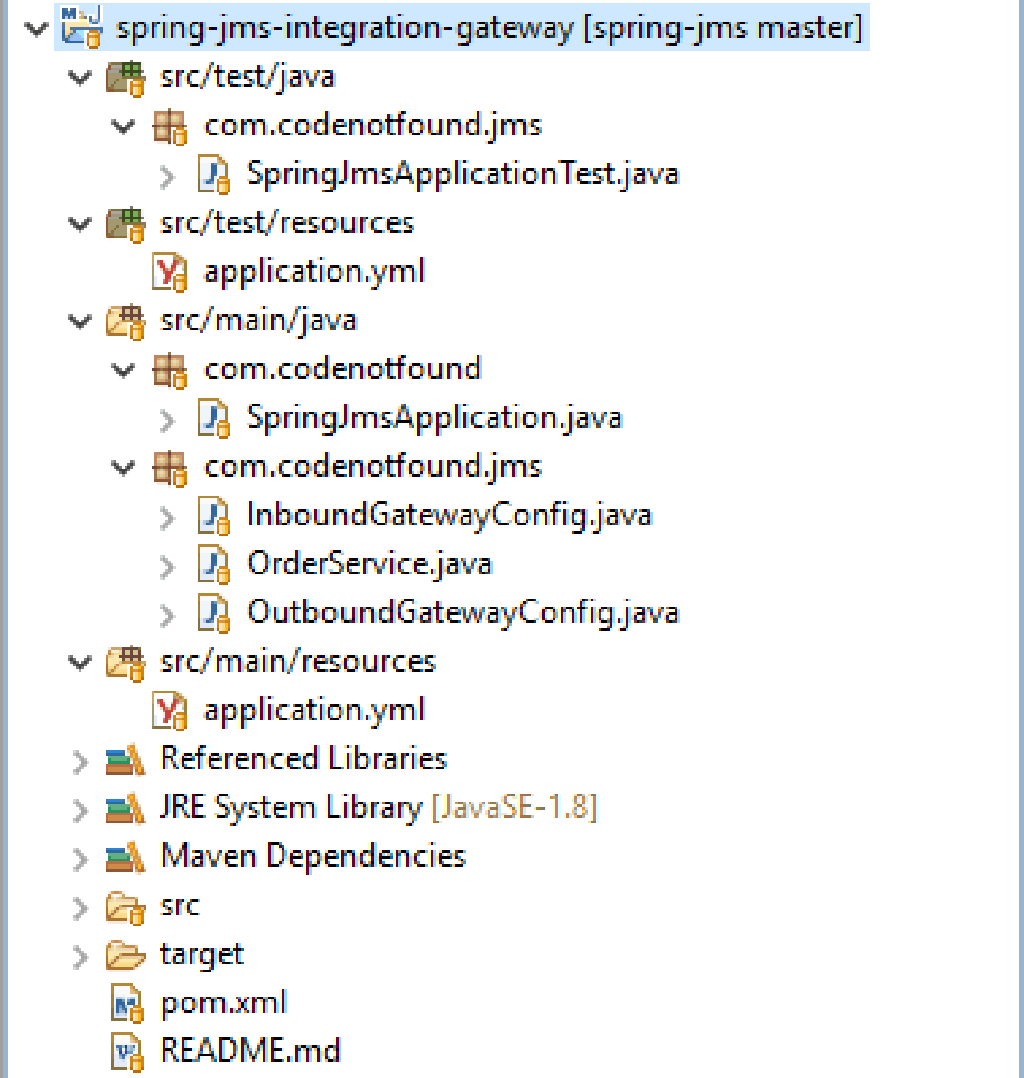 spring-jms-integration-gateway [spring-jms master]
src/test/java
com.codenotfound.jms
SpringJmsApplicationTest.java
src/test/resources
application.yml
src/main/java
com.codenotfound
SpringJmsApplication.java
com.codenotfound.jms
InboundGatewayConfig.java
OrderService.java
OutboundGatewayConfig.java
src/main/resources
application.yml
Referenced Libraries
JRE System Library [JavaSE-1.8]
Maven Dependencies
src
target
pom.xml
README.md